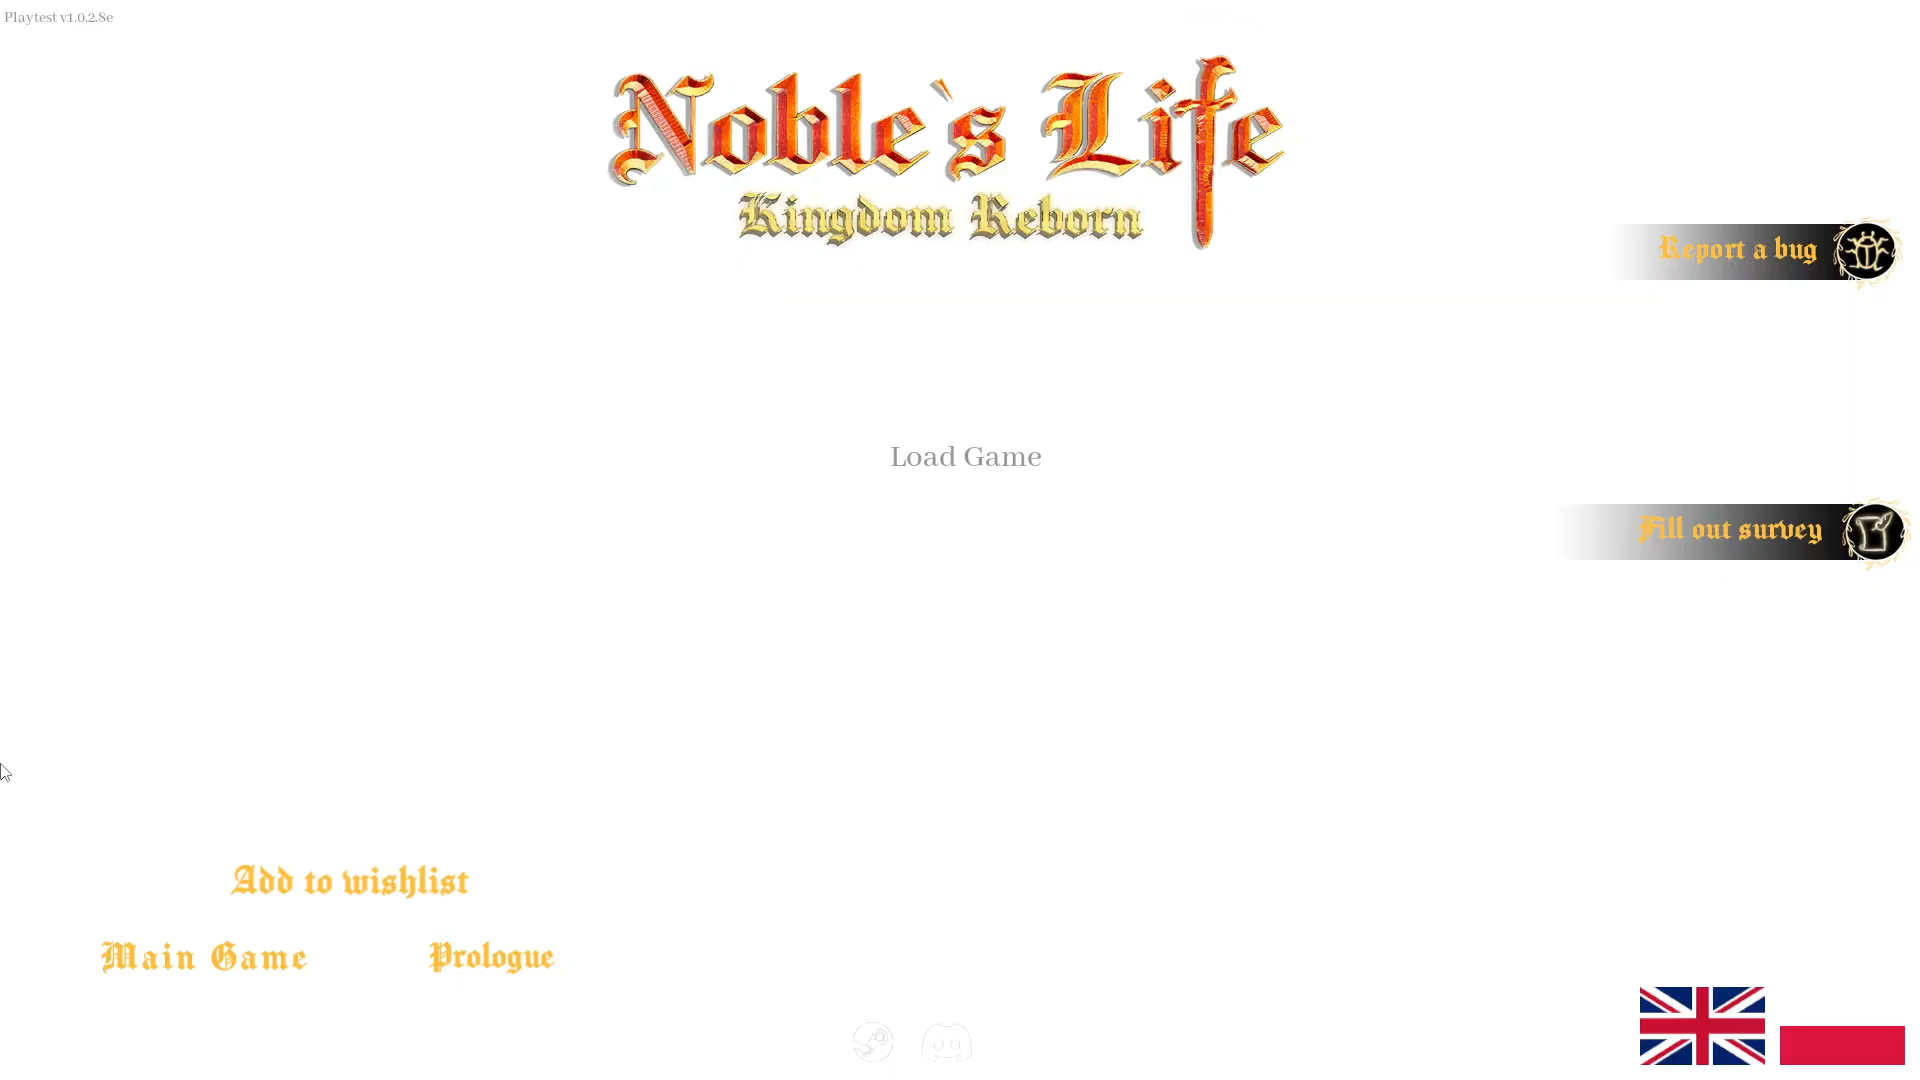 Playtest v1.0.2.8e
Noble`s Life
Kingdom Reborn
Report a bug
Load Game
Fill out survey
Add to wishlist
Main Game
Prologue